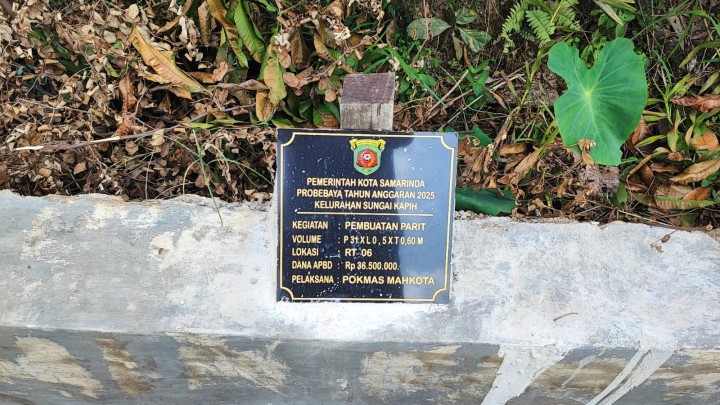 PEMERINTAH KOTA SAMARINDA
PROBEBAYA TAHUN ANGGARAN 2025
KELURAHAN SUNGAI KAPIH
KEGIATAN : PEMBUATAN PARIT
VOLUME : P 31 X L 0 , 5 X T 0,60 M
LOKASI : RT 06
DANA APBD : Rp 36.500.000.
PELAKSANA : POKMAS MAHKOTA